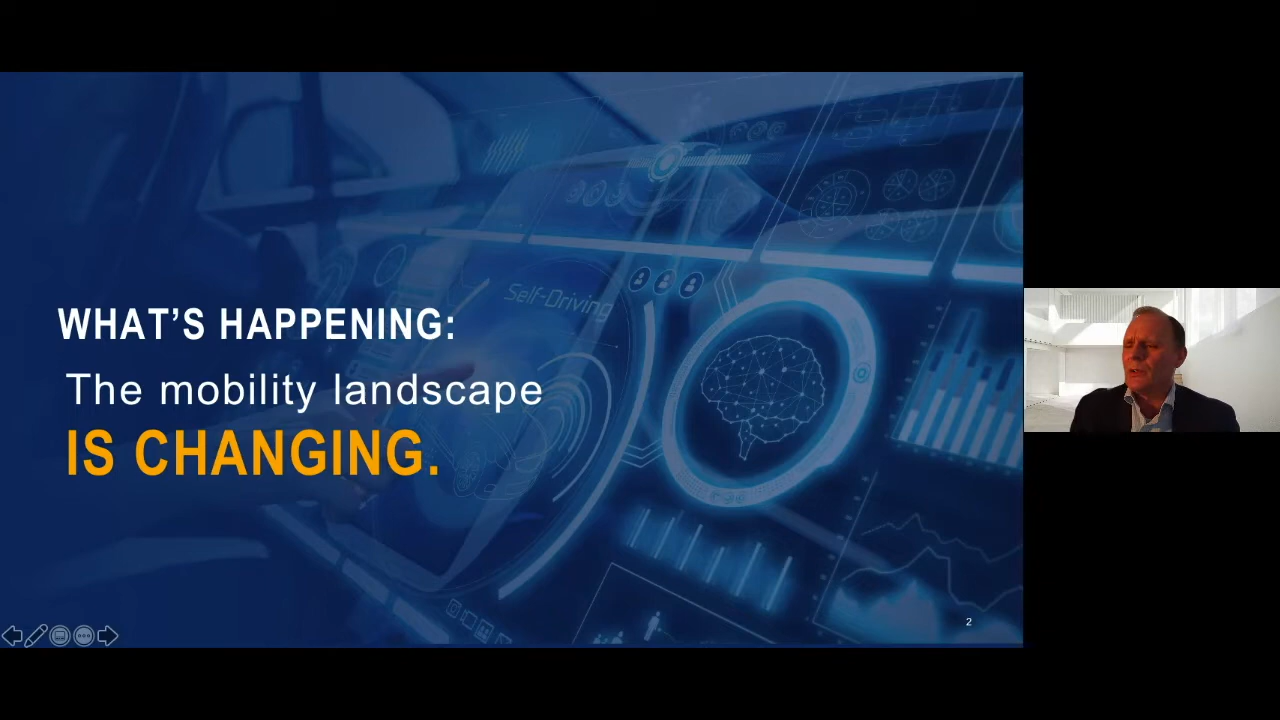 WHAT’S HAPPENING:
The mobility landscape
IS CHANGING.
Self-Driving
2